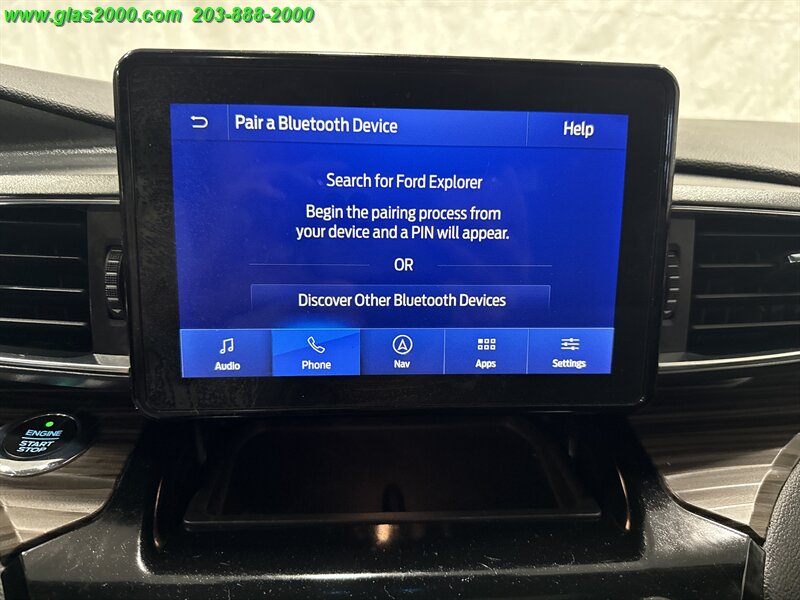 www.glas2000.com 203-888-2000
Pair a Bluetooth Device
Help
Search for Ford Explorer
Begin the pairing process from
your device and a PIN will appear.
OR
Discover Other Bluetooth Devices
Audio
Phone
Nav
Apps
Settings
ENGINE
START
STOP